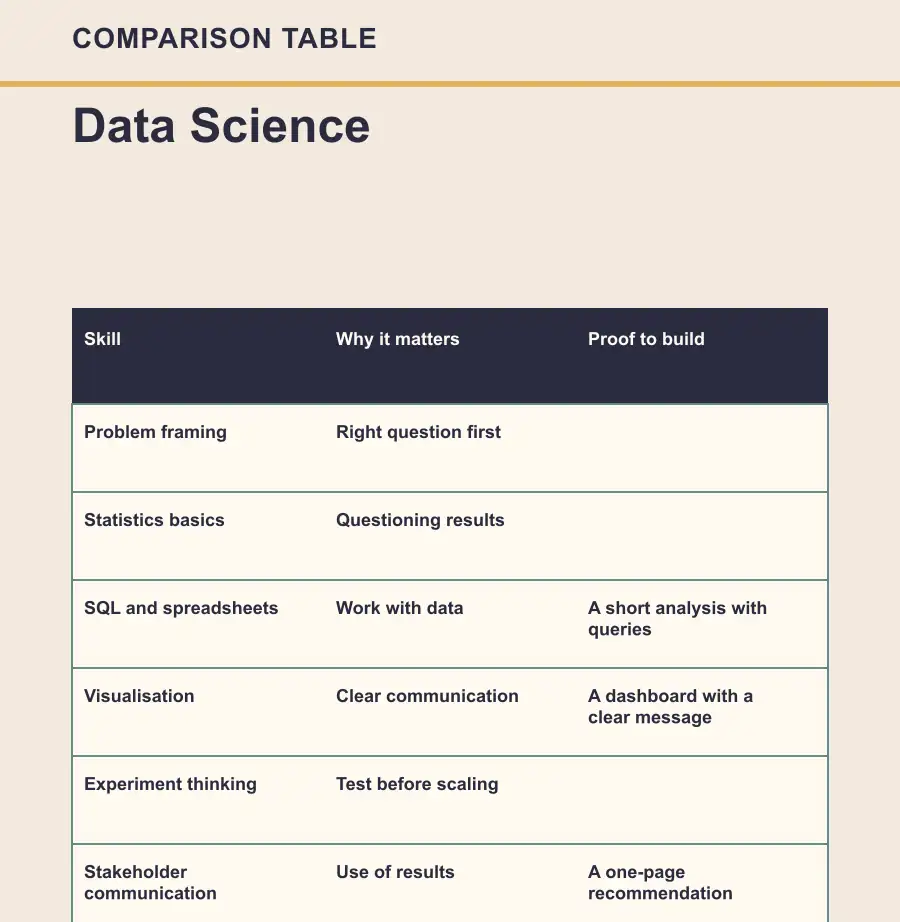 COMPARISON TABLE
Data Science
Skill Why it matters Proof to build
Problem framing Right question first
Statistics basics Questioning results
SQL and spreadsheets Work with data A short analysis with
queries
Visualisation Clear communication A dashboard with a
clear message
Experiment thinking Test before scaling
Stakeholder Use of results A one-page
communication recommendation